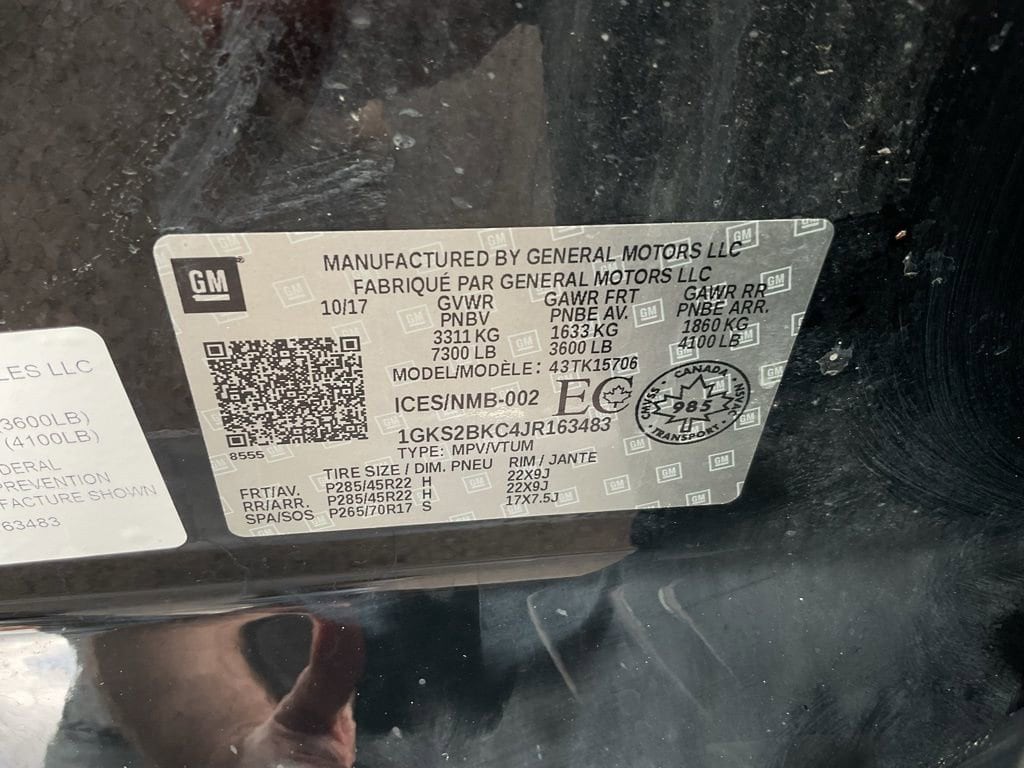 LES LLC
3600LB)
(4100LB)
DERAL
PREVENTION
FACTURE SHOWN
63483
GM
MANUFACTURED BY GENERAL MOTORS LLC
FABRIQUÉ PAR GENERAL MOTORS LLC
10/17 GVWR GAWR FRT GAWR RR
PNBV PNBE AV. PNBE ARR.
3311 KG 1633 KG 1860 KG
7300 LB 3600 LB 4100 LB
MODEL/MODÈLE: 43TK15706
ICES/NMB-002 EC
CANADA
985
TRANSPORT
1GKS2BKC4JR163483
8555
TYPE: MPV/VTUM
TIRE SIZE / DIM. PNEU RIM / JANTE
FRT/AV. P285/45R22 H 22X9J
RR/ARR. P285/45R22 H 22X9J
SPA/SOS P265/70R17 S 17X7.5J